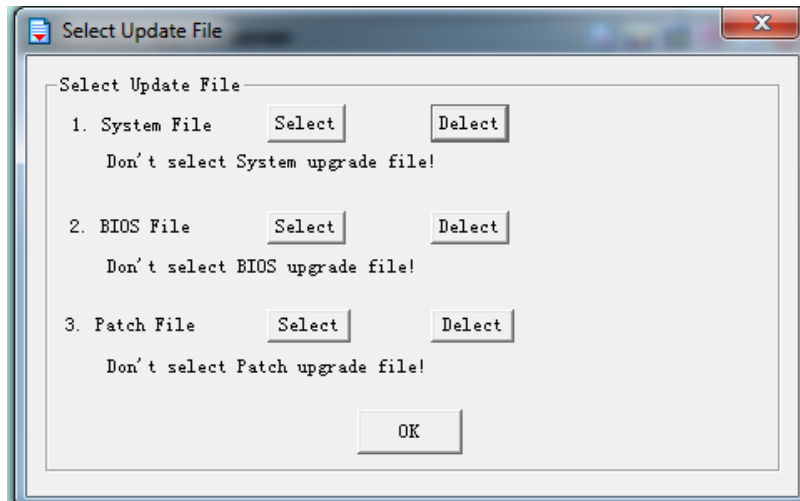 Select Update File
Select Update File
1. System File Select Delect
Don't select System upgrade file!
2. BIOS File Select Delect
Don't select BIOS upgrade file!
3. Patch File Select Delect
Don't select Patch upgrade file!
OK